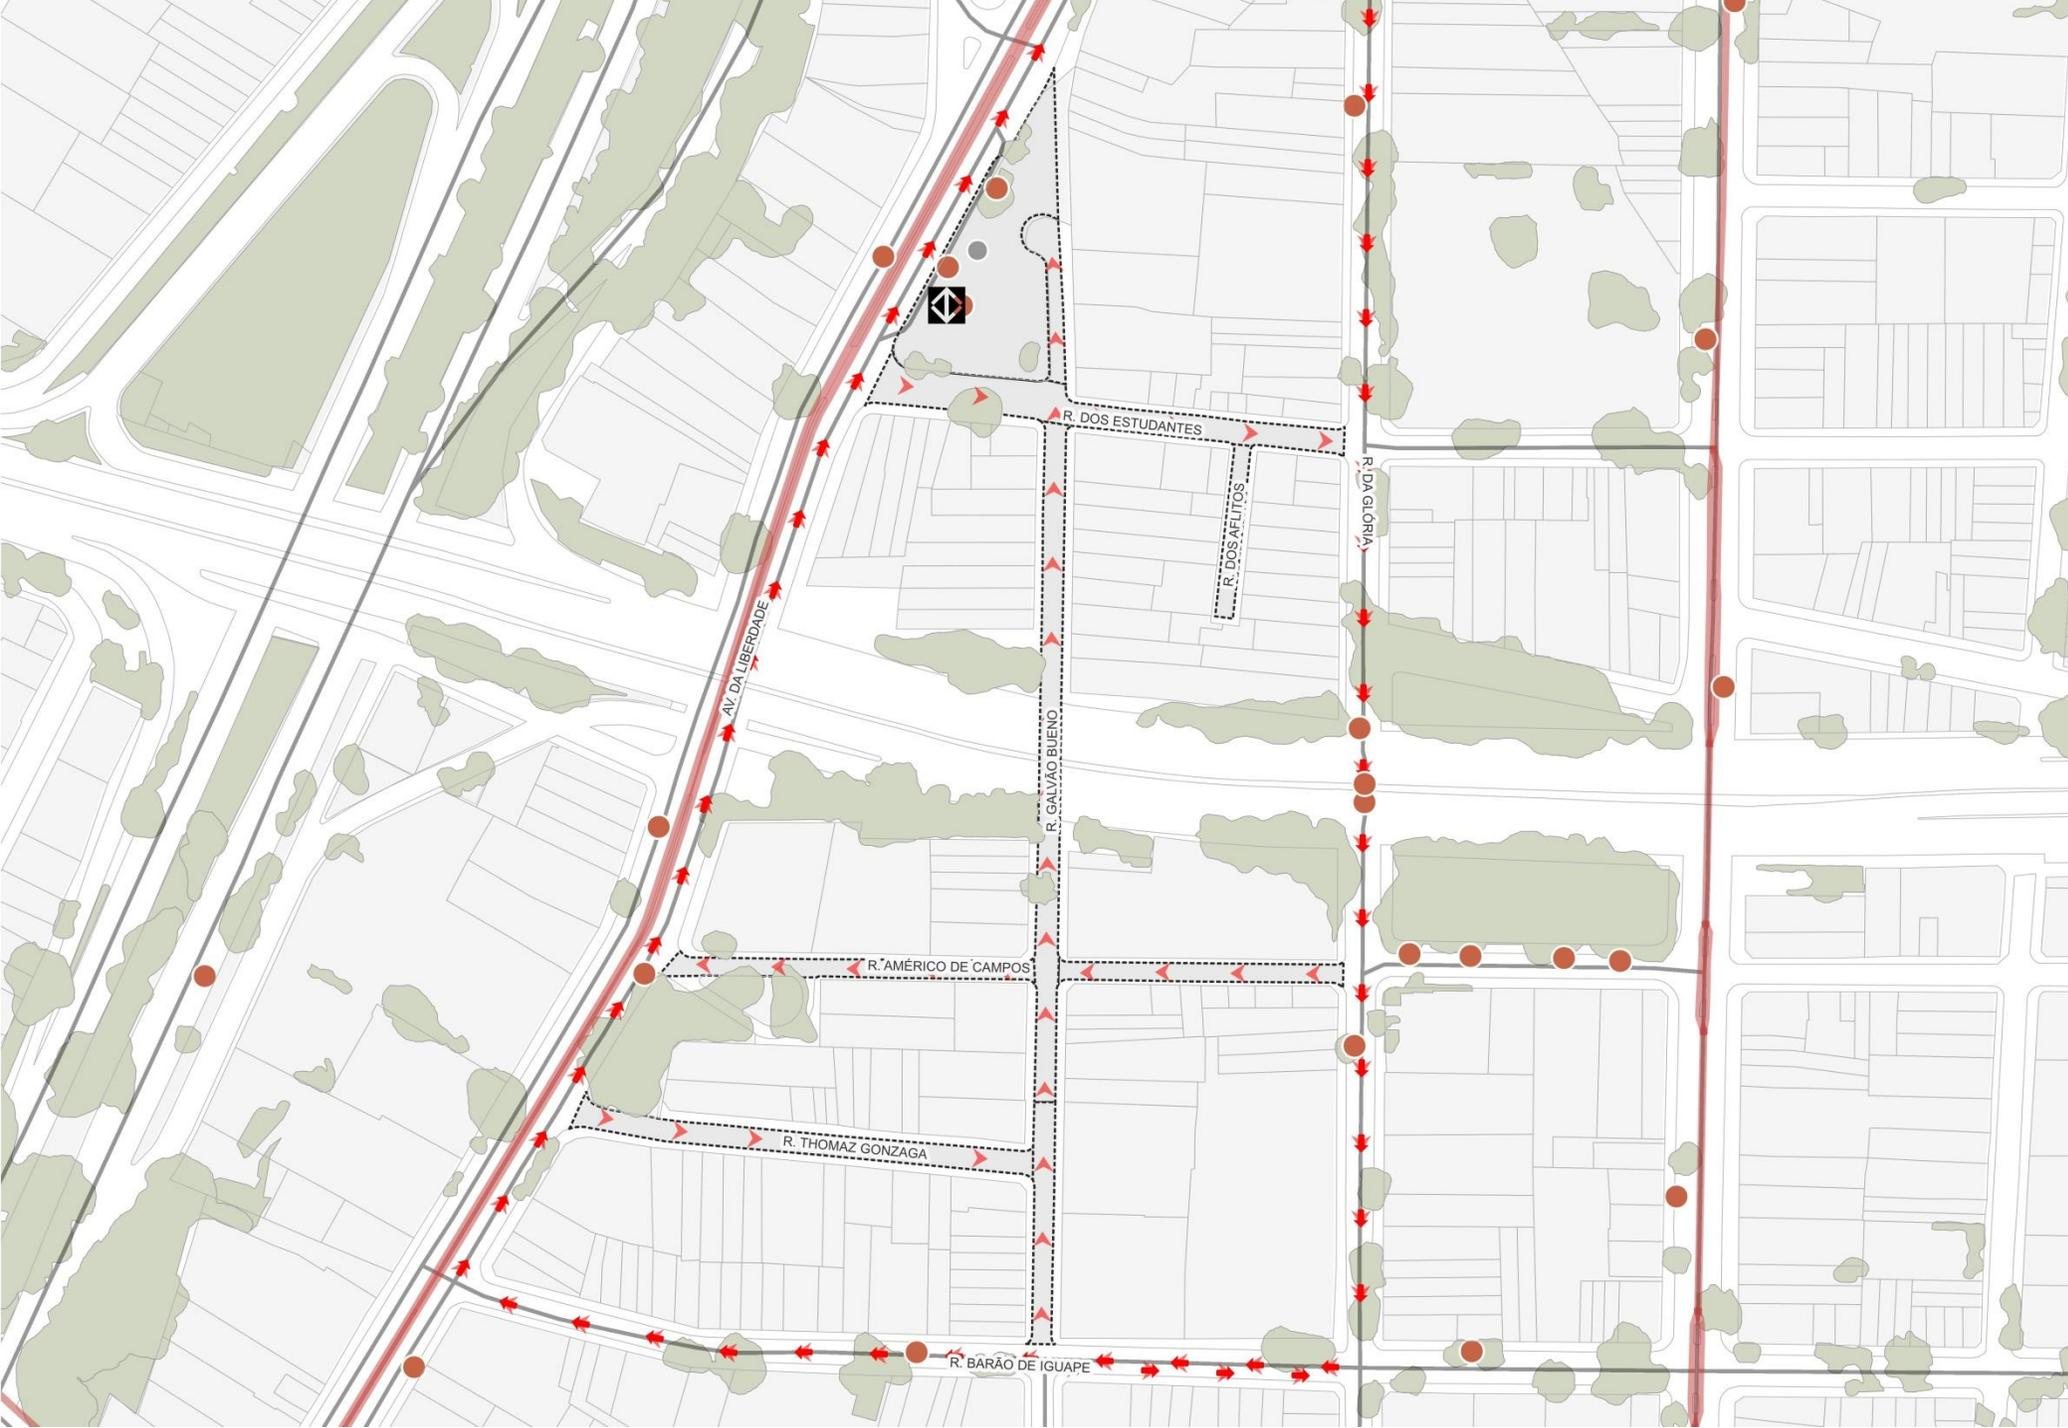 R. DOS ESTUDANTES
R. DA GLÓRIA
R. DOS AFLITOS
AV. DA LIBERDADE
R. GALVÃO BUENO
R. AMÉRICO DE CAMPOS
R. THOMAZ GONZAGA
R. BARÃO DE IGUAPE